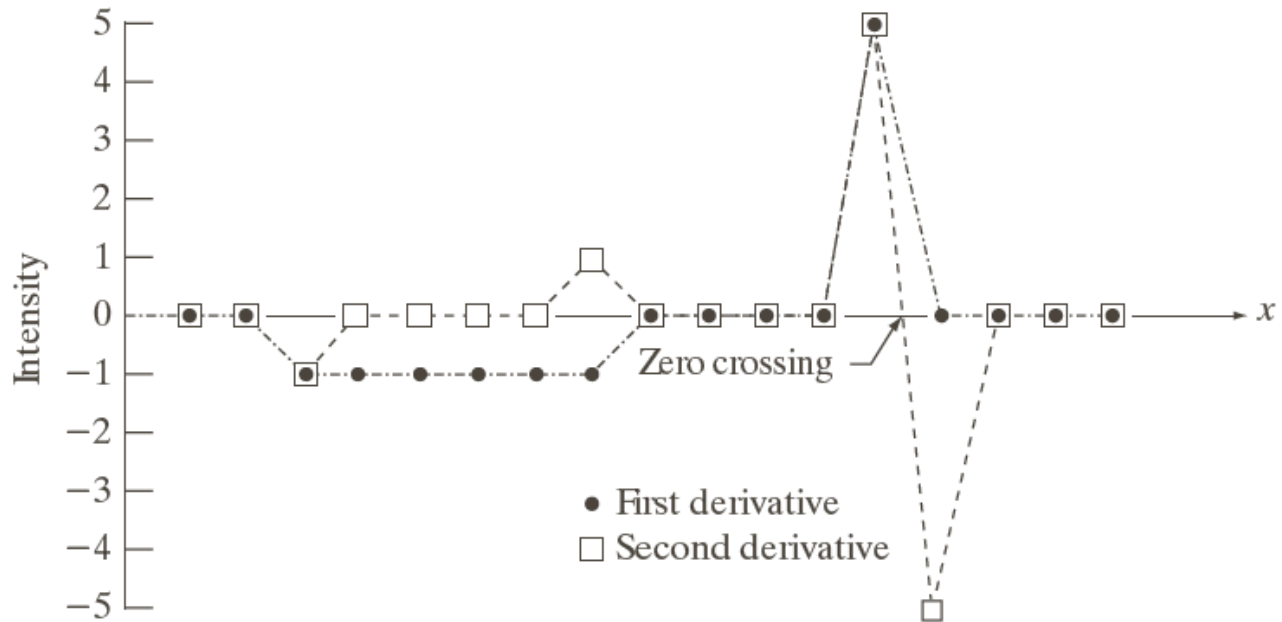 5
4
3
2
1
0
−1
−2
−3
−4
−5
Intensity
x
Zero crossing
First derivative
Second derivative